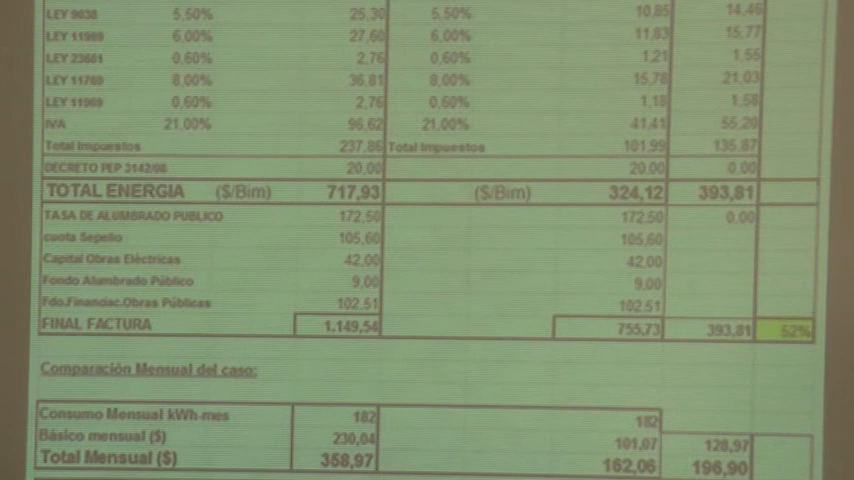 LEY 9038 5,50% 25,30 5,50% 10,85 14,46
LEY 11969 6,00% 27,60 6,00% 11,83 15,77
LEY 23681 0,60% 2,76 0,60% 1,21 1,55
LEY 11769 8,00% 36,81 8,00% 15,78 21,03
LEY 11969 0,60% 2,76 0,60% 1,18 1,58
IVA 21,00% 96,62 21,00% 41,41 55,20
Total Impuestos 237,86 Total Impuestos 101,99 135,87
DECRETO PEP 3142/06 20,00 20,00 0,00
TOTAL ENERGIA ($/Bim) 717,93 ($/Bim) 324,12 393,81
TASA DE ALUMBRADO PUBLICO 172,50 172,50 0,00
cuota Sepelio 105,60 105,60
Capital Obras Eléctricas 42,00 42,00
Fondo Alumbrado Público 9,00 9,00
Fdo.Financiac.Obras Públicas 102,51 102,51
FINAL FACTURA 1.149,54 755,73 393,81 52%
Comparación Mensual del caso:
Consumo Mensual kWh-mes 182 182
Básico mensual ($) 230,04 101,07 128,97
Total Mensual ($) 358,97 162,06 196,90